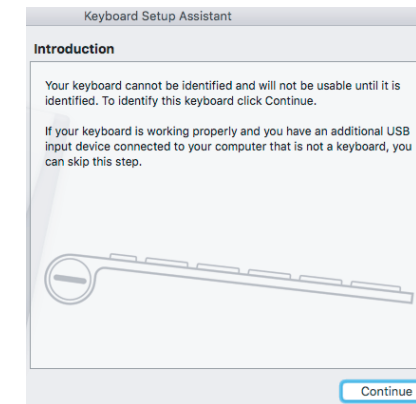 Keyboard Setup Assistant
Introduction
Your keyboard cannot be identified and will not be usable until it is
identified. To identify this keyboard click Continue.
If your keyboard is working properly and you have an additional USB
input device connected to your computer that is not a keyboard, you
can skip this step.
Continue